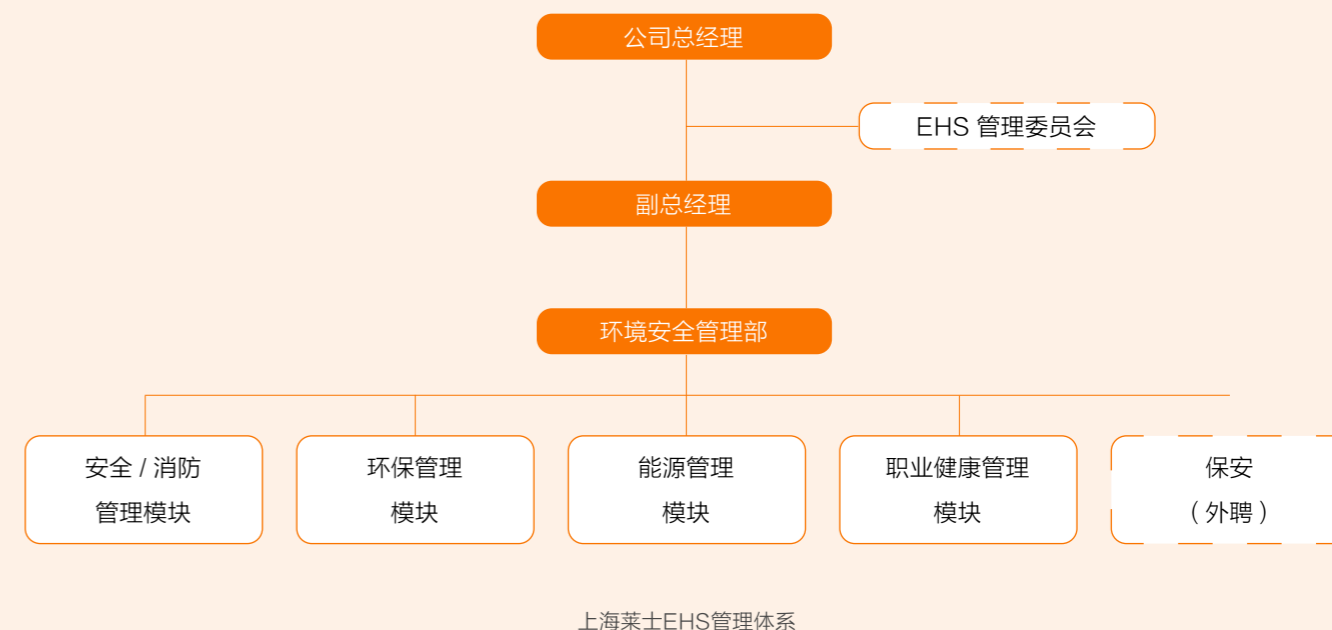 公司总经理
EHS 管理委员会
副总经理
环境安全管理部
安全 / 消防
管理模块
环保管理
模块
能源管理
模块
职业健康管理
模块
保安
（外聘）
上海莱士EHS管理体系